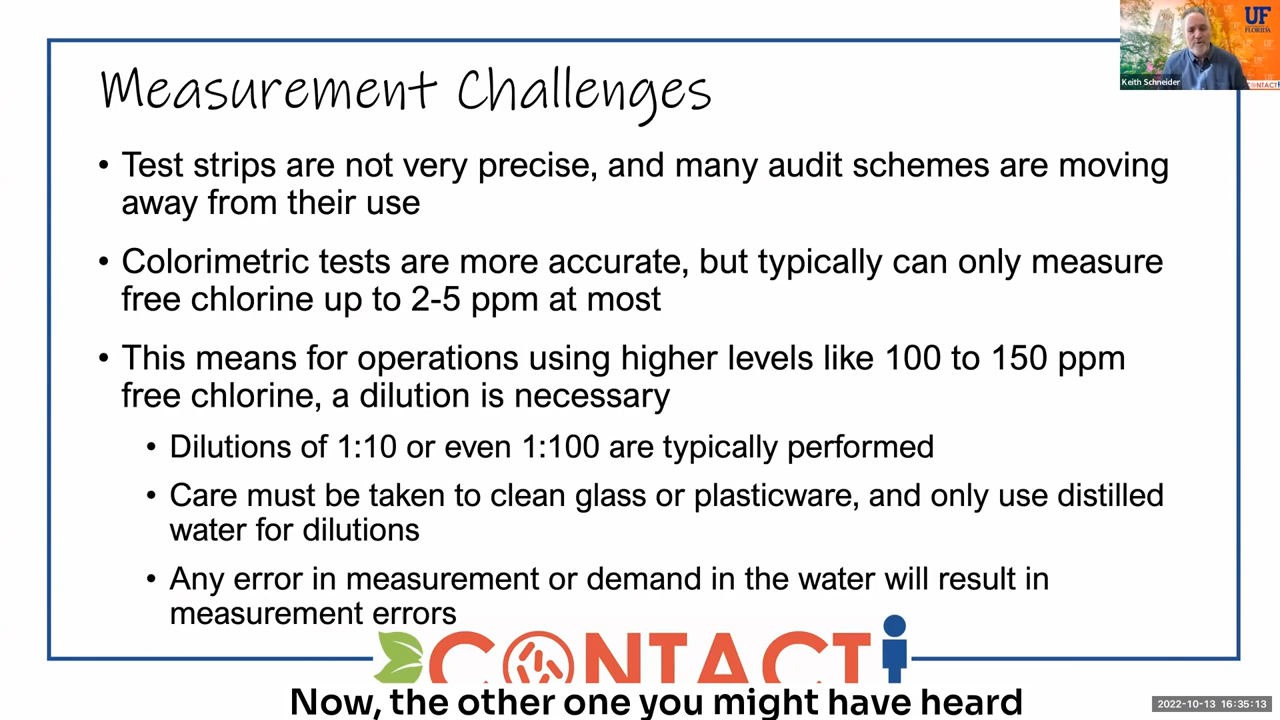 UF
FLORIDA
Keith Schneider
CONTACT!
Measurement Challenges
• Test strips are not very precise, and many audit schemes are moving
away from their use
• Colorimetric tests are more accurate, but typically can only measure
free chlorine up to 2-5 ppm at most
• This means for operations using higher levels like 100 to 150 ppm
free chlorine, a dilution is necessary
• Dilutions of 1:10 or even 1:100 are typically performed
• Care must be taken to clean glass or plasticware, and only use distilled
water for dilutions
• Any error in measurement or demand in the water will result in
measurement errors
CONTACT
Now, the other one you might have heard
2022-10-13 16:35:13